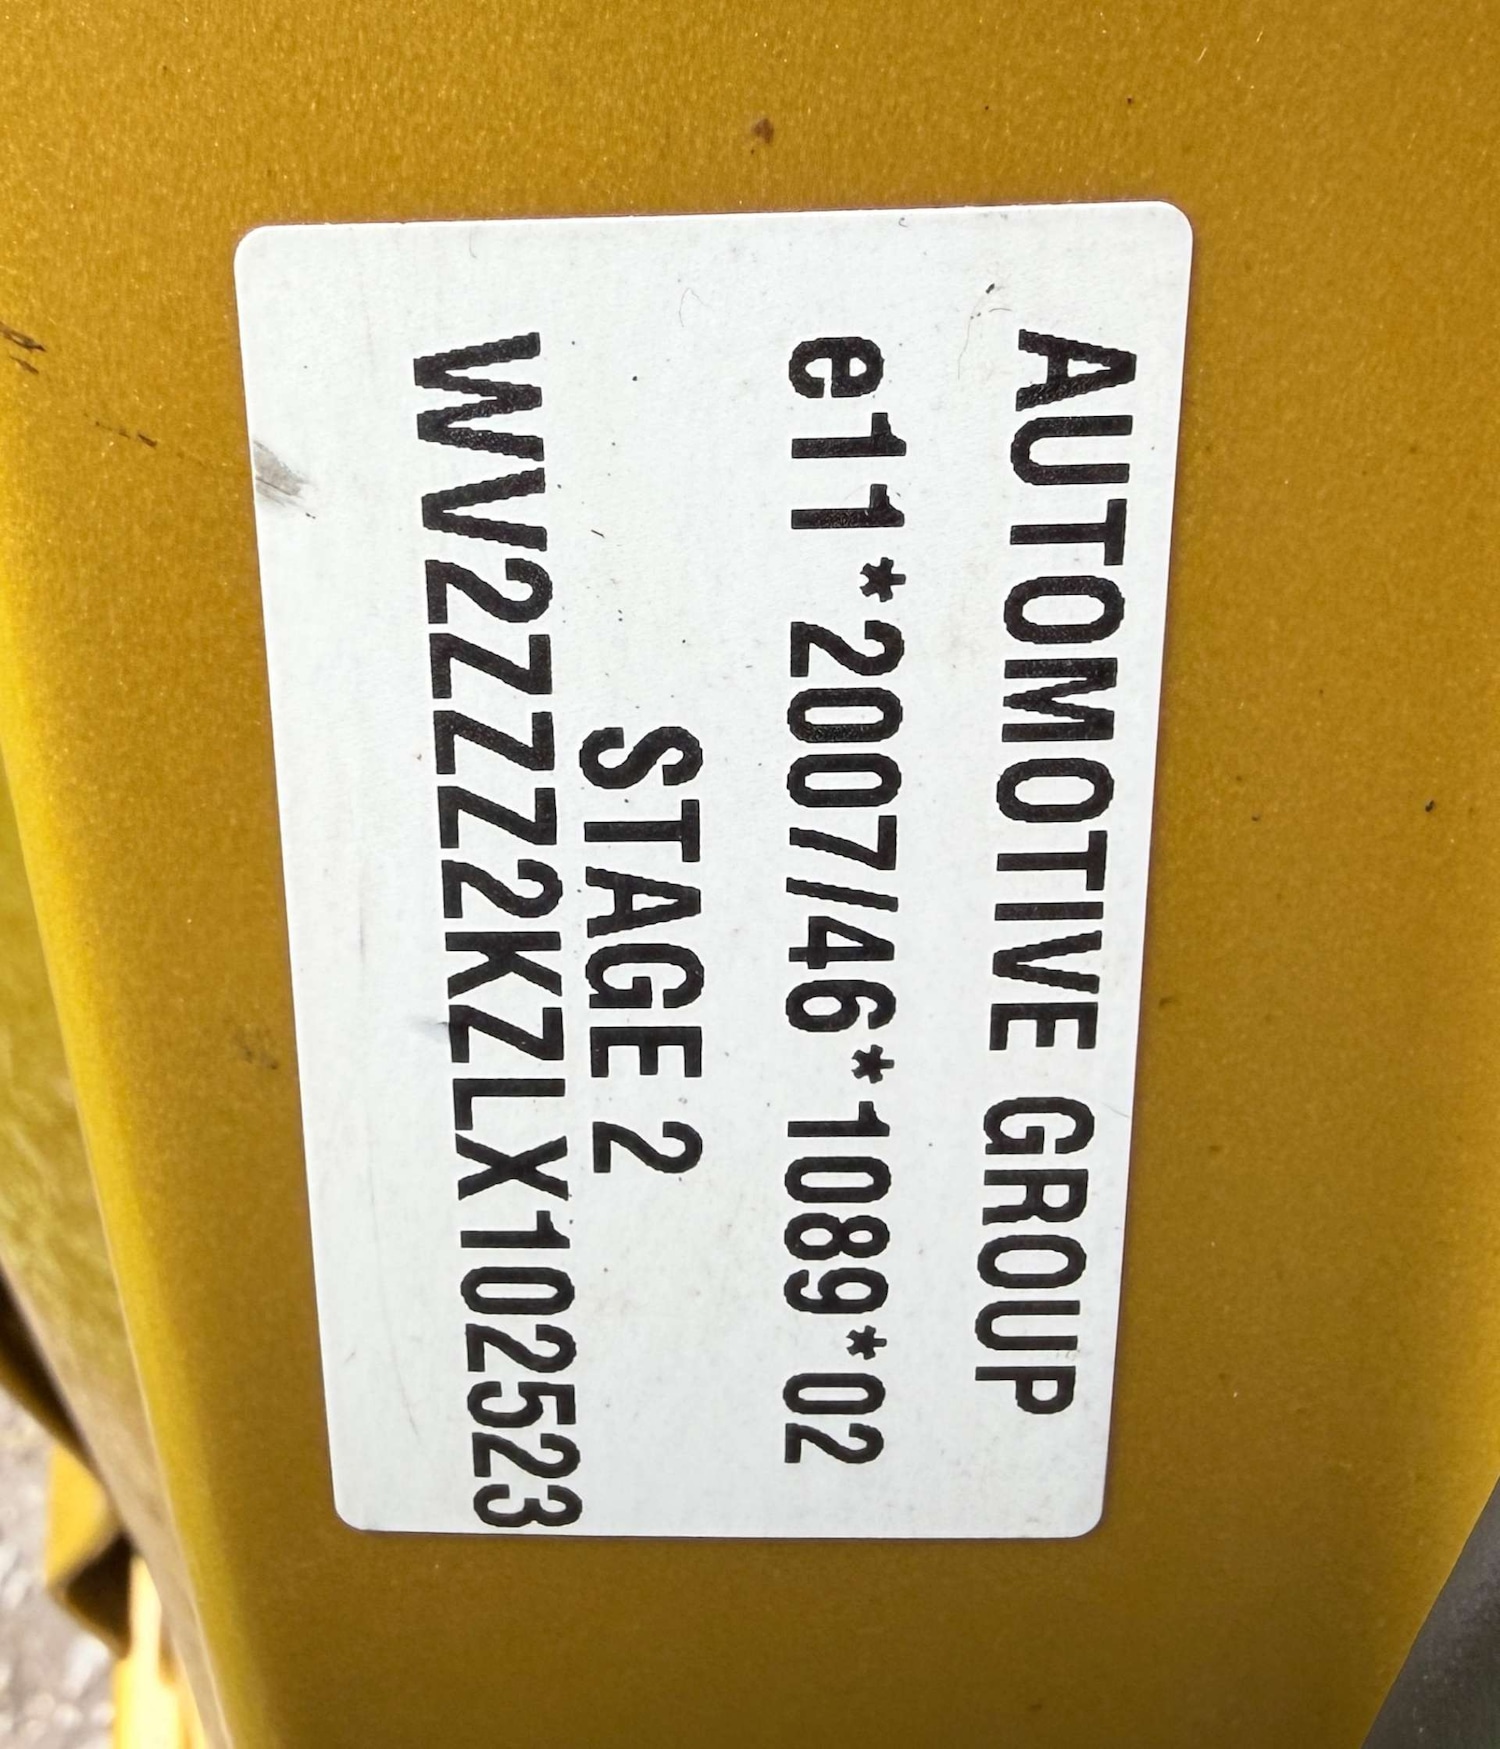 AUTOMOTIVE GROUP
e11*2007/46*1089*02
STAGE 2
WV2ZZZ2KZLX102523